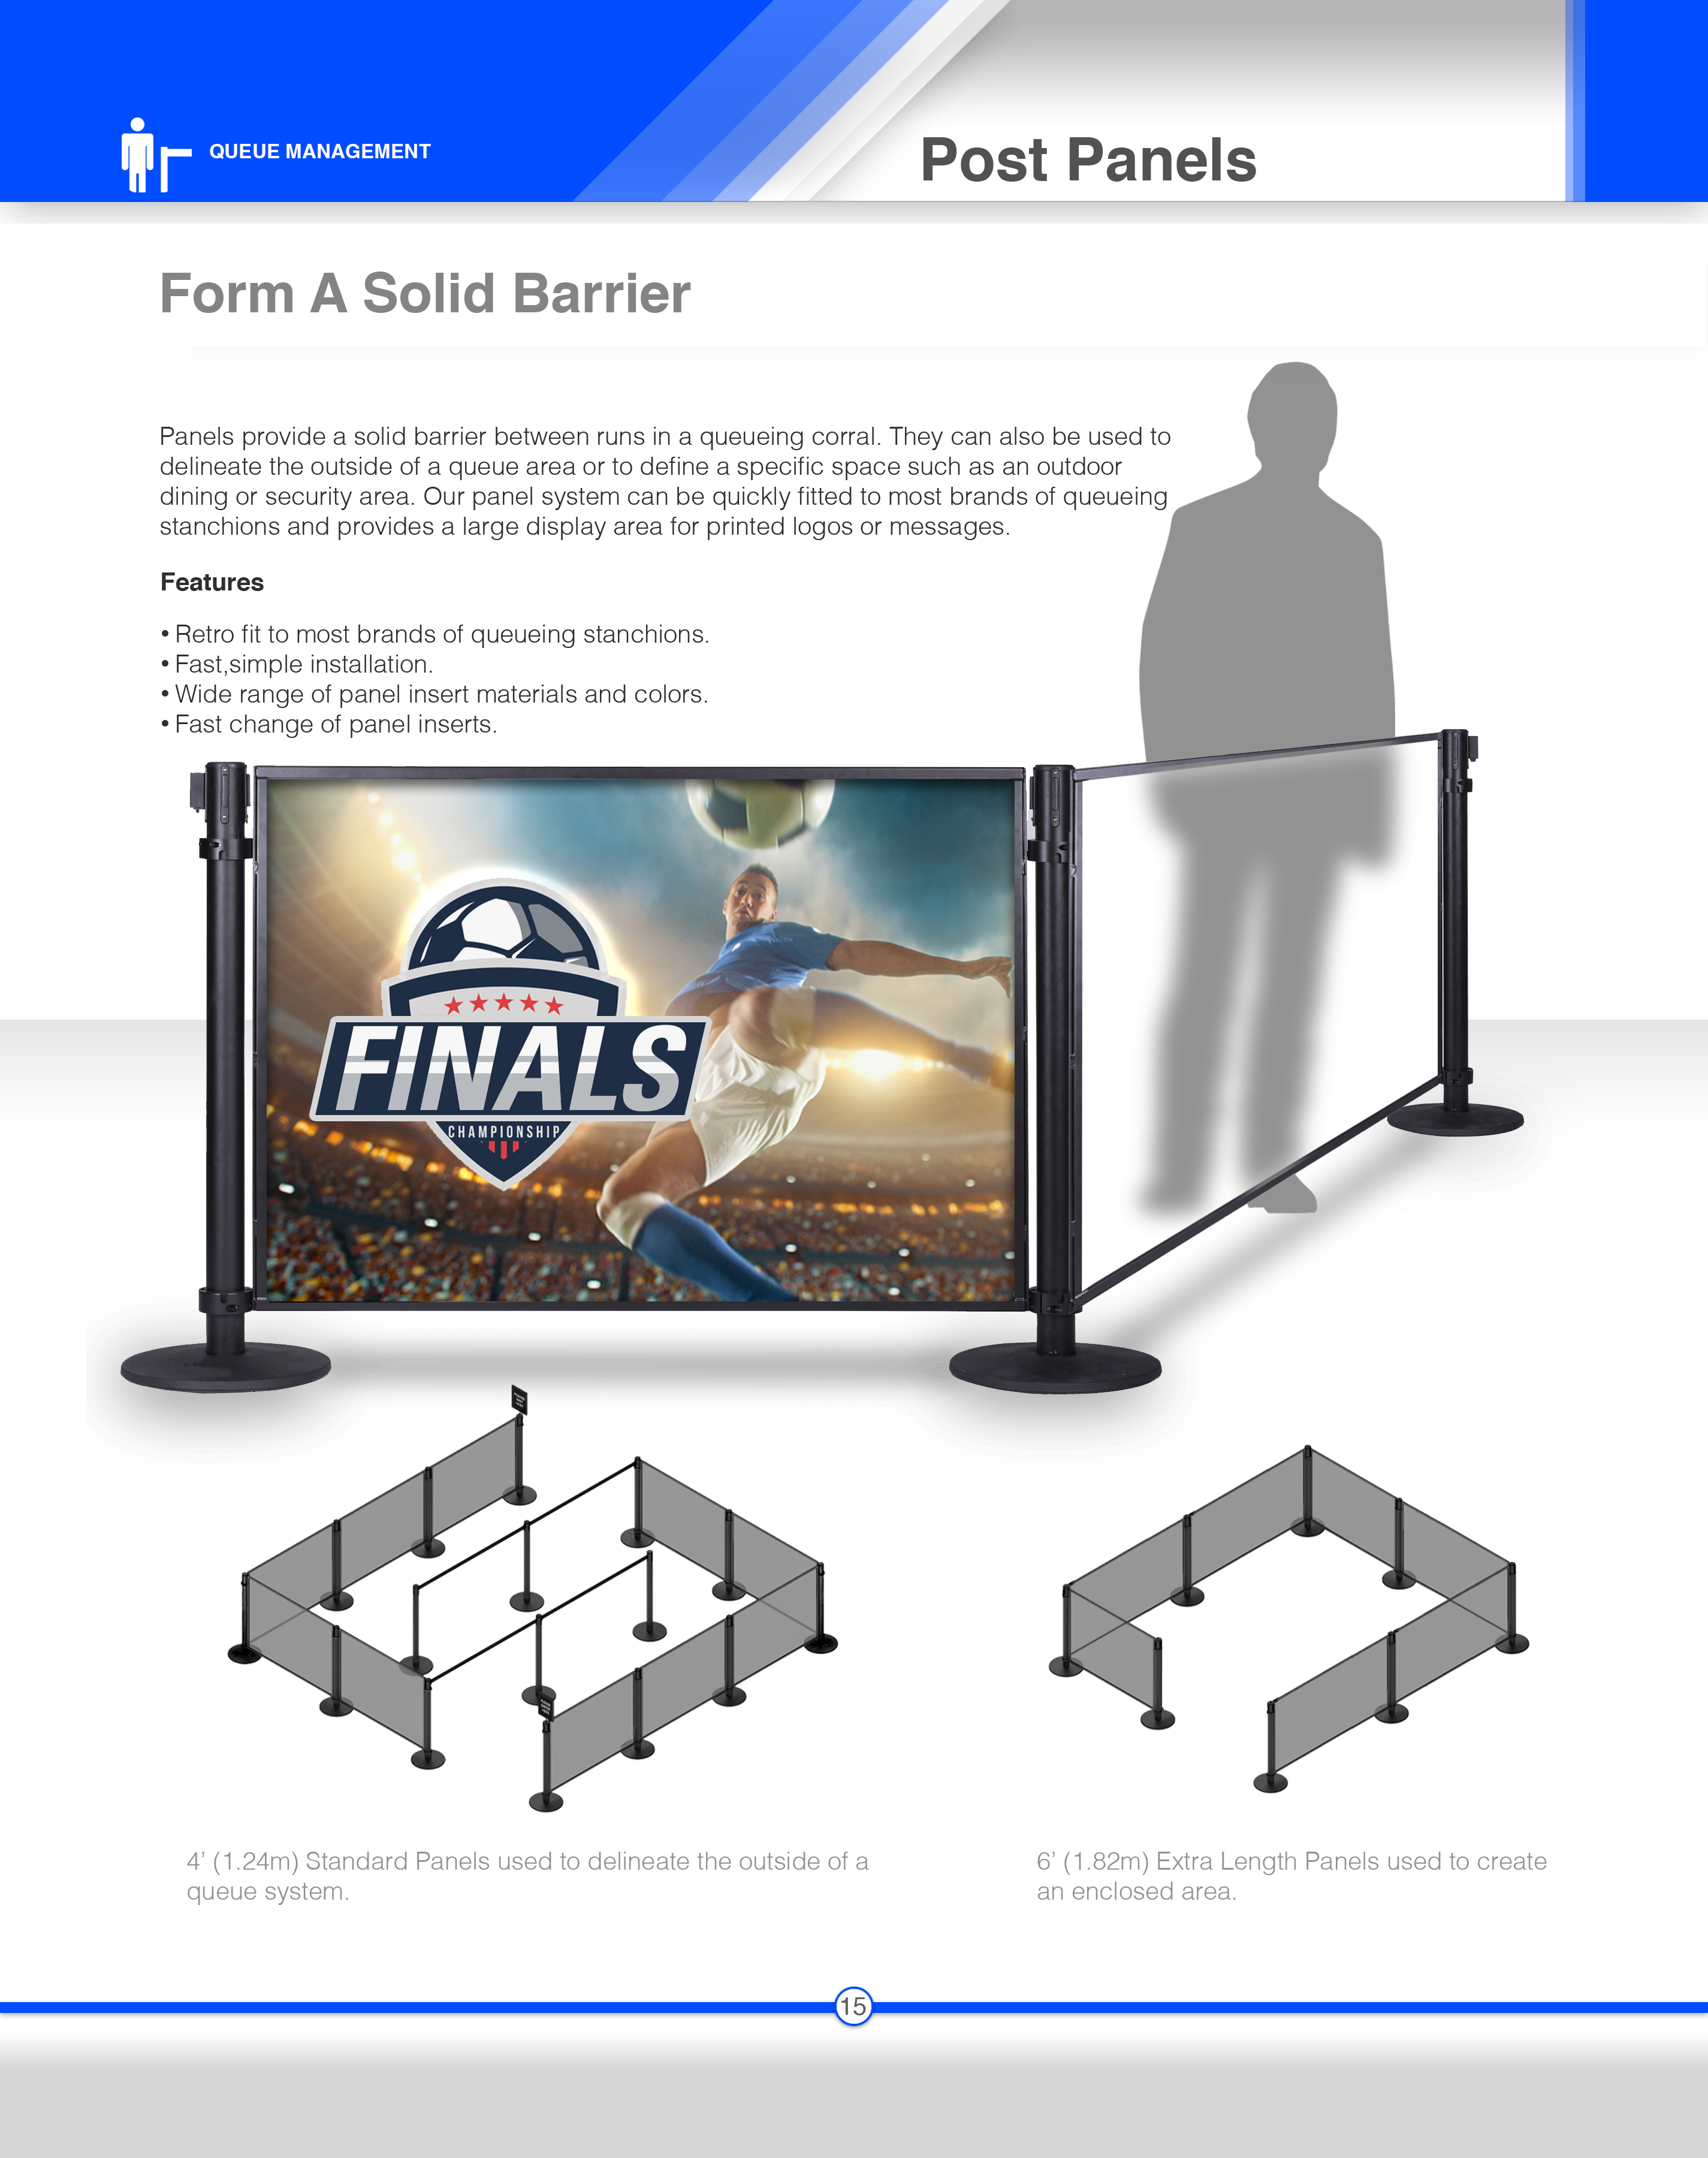 QUEUE MANAGEMENT
Post Panels
Form A Solid Barrier
Panels provide a solid barrier between runs in a queueing corral. They can also be used to
delineate the outside of a queue area or to define a specific space such as an outdoor
dining or security area. Our panel system can be quickly fitted to most brands of queueing
stanchions and provides a large display area for printed logos or messages.
Features
• Retro fit to most brands of queueing stanchions.
• Fast,simple installation.
• Wide range of panel insert materials and colors.
• Fast change of panel inserts.
FINALS
CHAMPIONSHIP
4’ (1.24m) Standard Panels used to delineate the outside of a
queue system.
6’ (1.82m) Extra Length Panels used to create
an enclosed area.
15